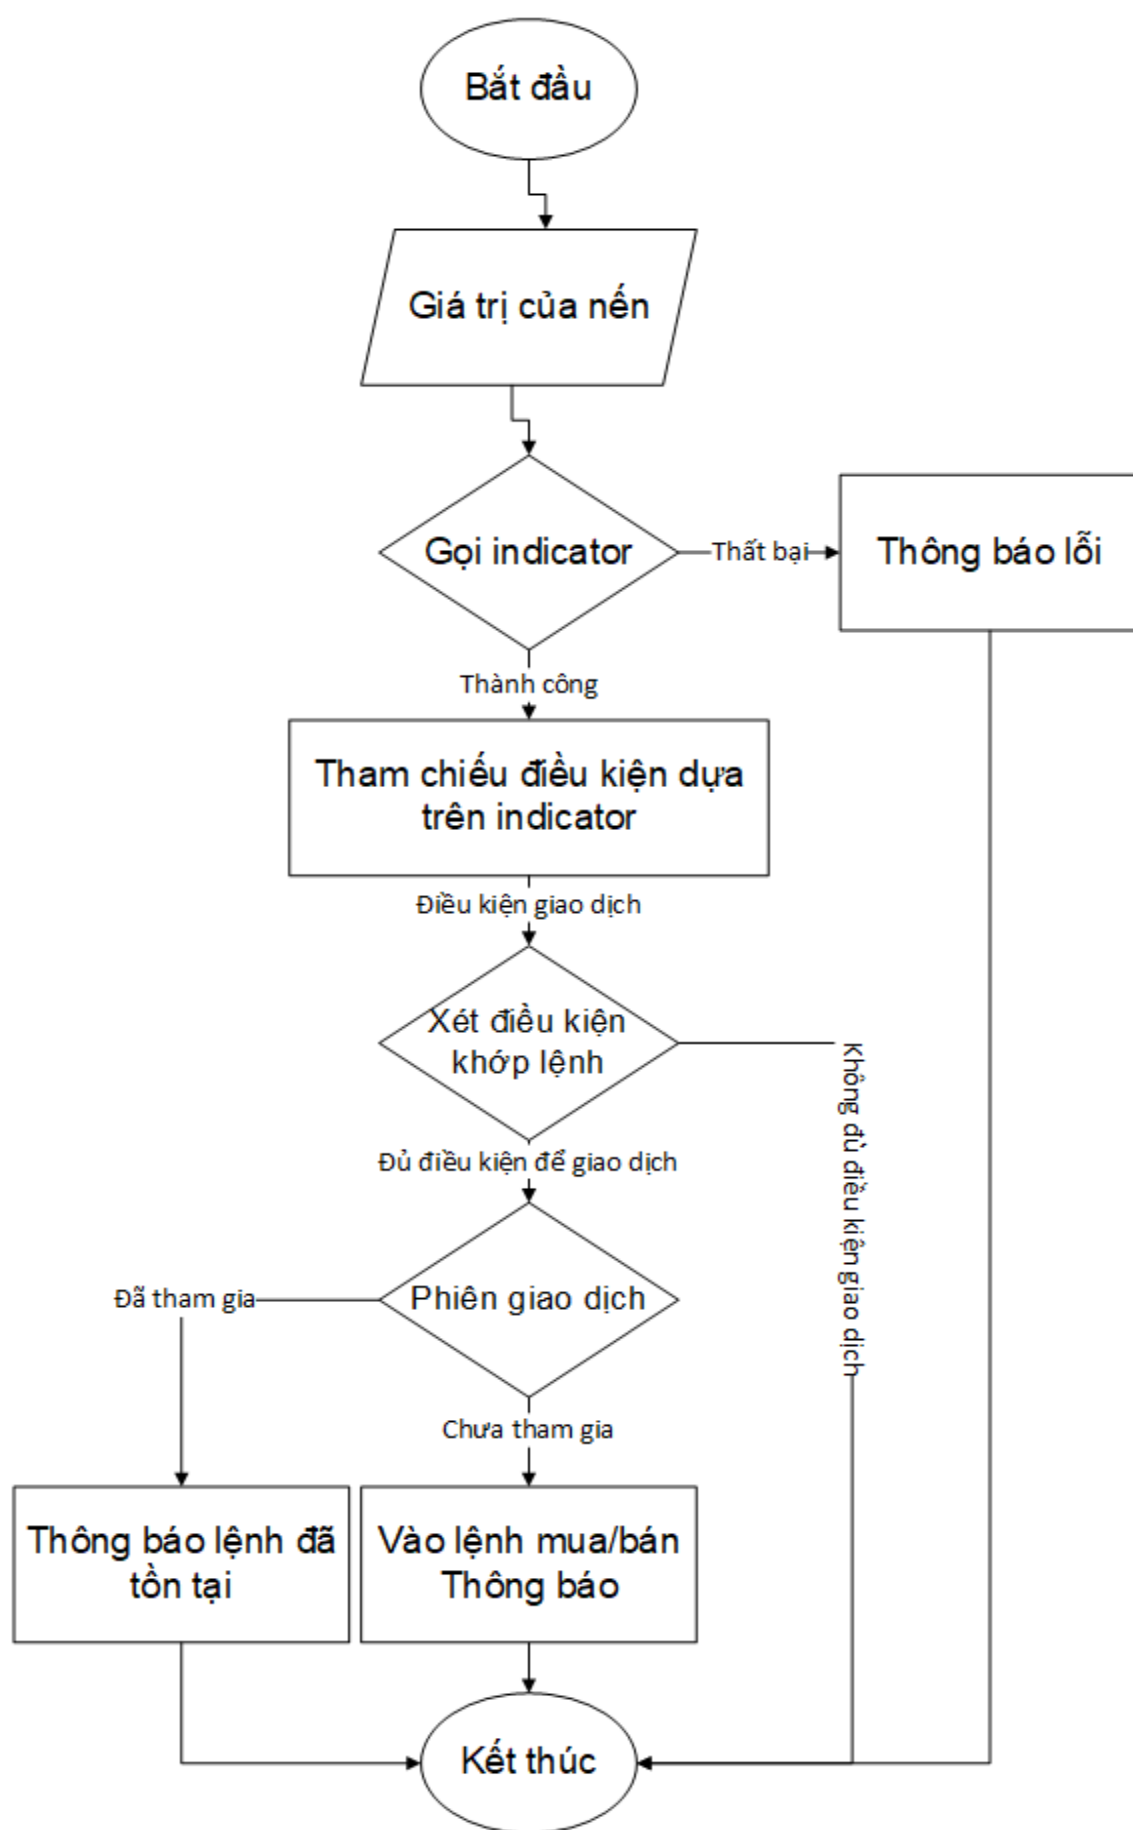 Bắt đầu
Giá trị của nến
Gọi indicator
Thất bại
Thông báo lỗi
Thành công
Tham chiếu điều kiện dựa
trên indicator
Điều kiện giao dịch
Xét điều kiện
khớp lệnh
Không đủ điều kiện giao dịch
Đủ điều kiện để giao dịch
Đã tham gia
Phiên giao dịch
Chưa tham gia
Thông báo lệnh đã
tồn tại
Vào lệnh mua/bán
Thông báo
Kết thúc